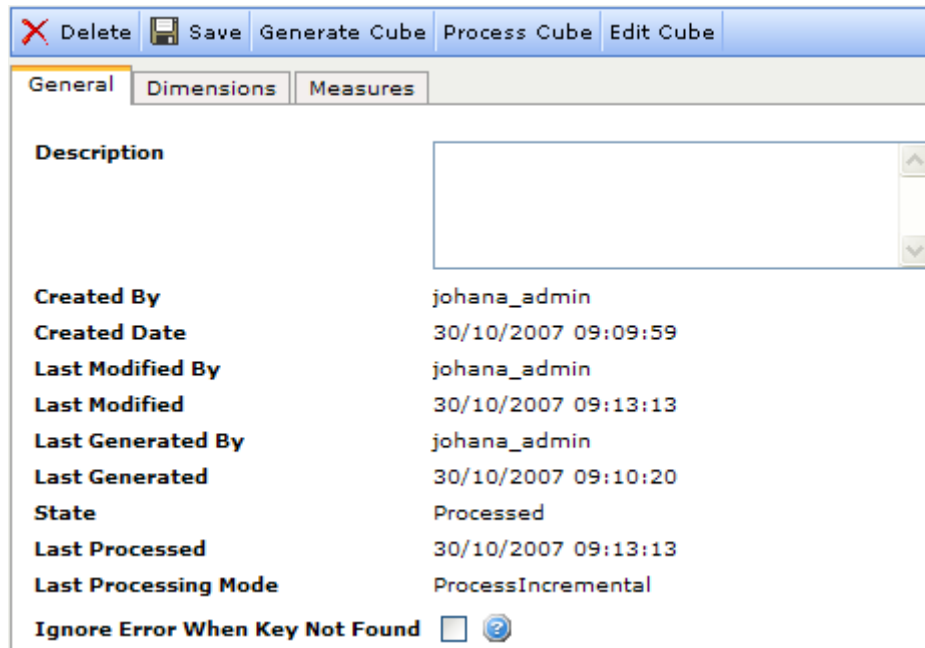 Delete Save Generate Cube Process Cube Edit Cube
General Dimensions Measures
Description
Created By johana_admin
Created Date 30/10/2007 09:09:59
Last Modified By johana_admin
Last Modified 30/10/2007 09:13:13
Last Generated By johana_admin
Last Generated 30/10/2007 09:10:20
State Processed
Last Processed 30/10/2007 09:13:13
Last Processing Mode ProcessIncremental
Ignore Error When Key Not Found ?